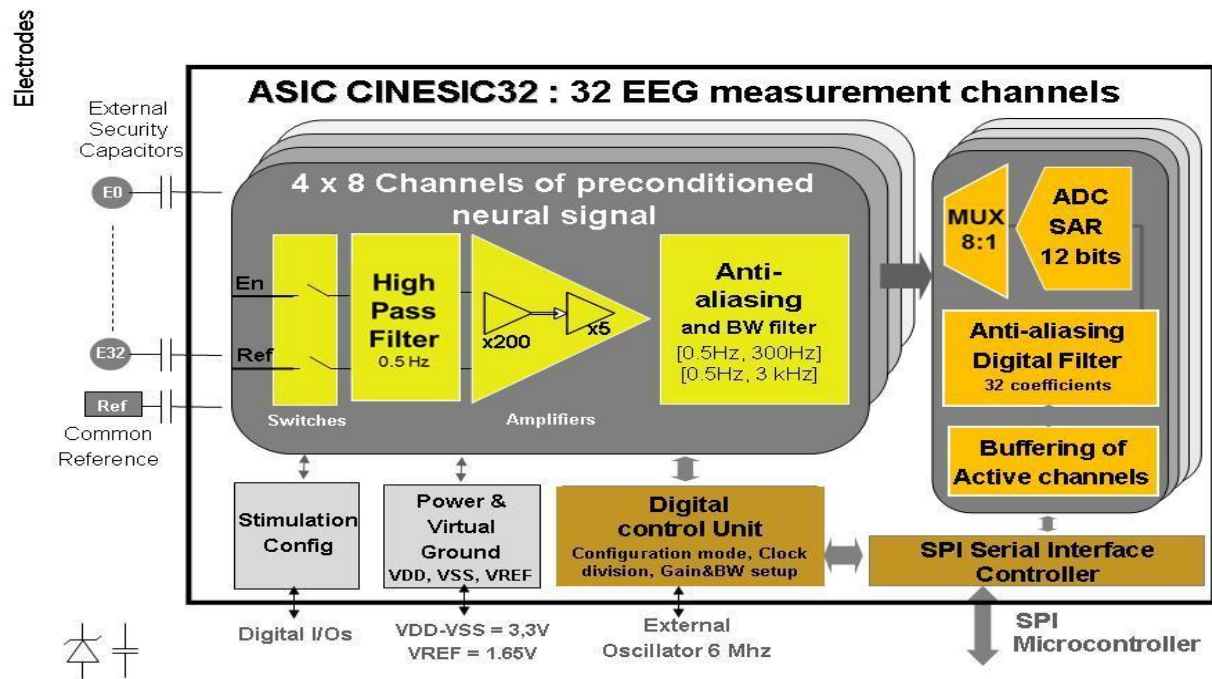 Electrodes
ASIC CINESIC32 : 32 EEG measurement channels
External
Security
Capacitors
E0
E32
Ref
Common
Reference
4 x 8 Channels of preconditioned
neural signal
En
Ref
Switches
High
Pass
Filter
0.5 Hz
x200
x5
Amplifiers
Anti-
aliasing
and BW filter
[0.5Hz, 300Hz]
[0.5Hz, 3 kHz]
MUX
8:1
ADC
SAR
12 bits
Anti-aliasing
Digital Filter
32 coefficients
Buffering of
Active channels
Stimulation
Config
Power &
Virtual
Ground
VDD, VSS, VREF
Digital
control Unit
Configuration mode, Clock
division, Gain&BW setup
SPI Serial Interface
Controller
Digital I/Os
VDD-VSS = 3,3V
VREF = 1.65V
External
Oscillator 6 Mhz
SPI
Microcontroller